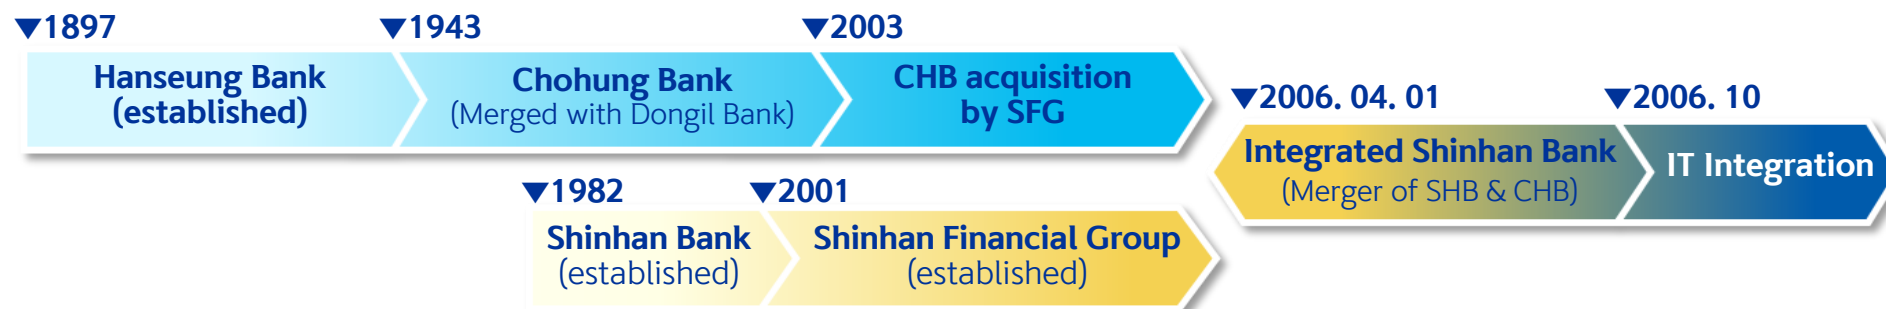 ▼1897
▼1943
▼2003
Hanseung Bank
(established)
Chohung Bank
(Merged with Dongil Bank)
CHB acquisition
by SFG
▼2006. 04. 01
▼2006. 10
Integrated Shinhan Bank
(Merger of SHB & CHB)
IT Integration
▼1982
▼2001
Shinhan Bank
(established)
Shinhan Financial Group
(established)